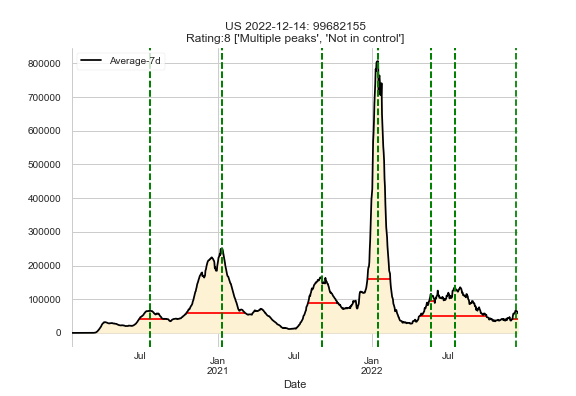 US 2022-12-14: 99682155
Rating:8 ['Multiple peaks', 'Not in control']
Average-7d
800000
700000
600000
500000
400000
300000
200000
100000
0
Jul
Jan
2021
Jul
Jan
2022
Jul
Date